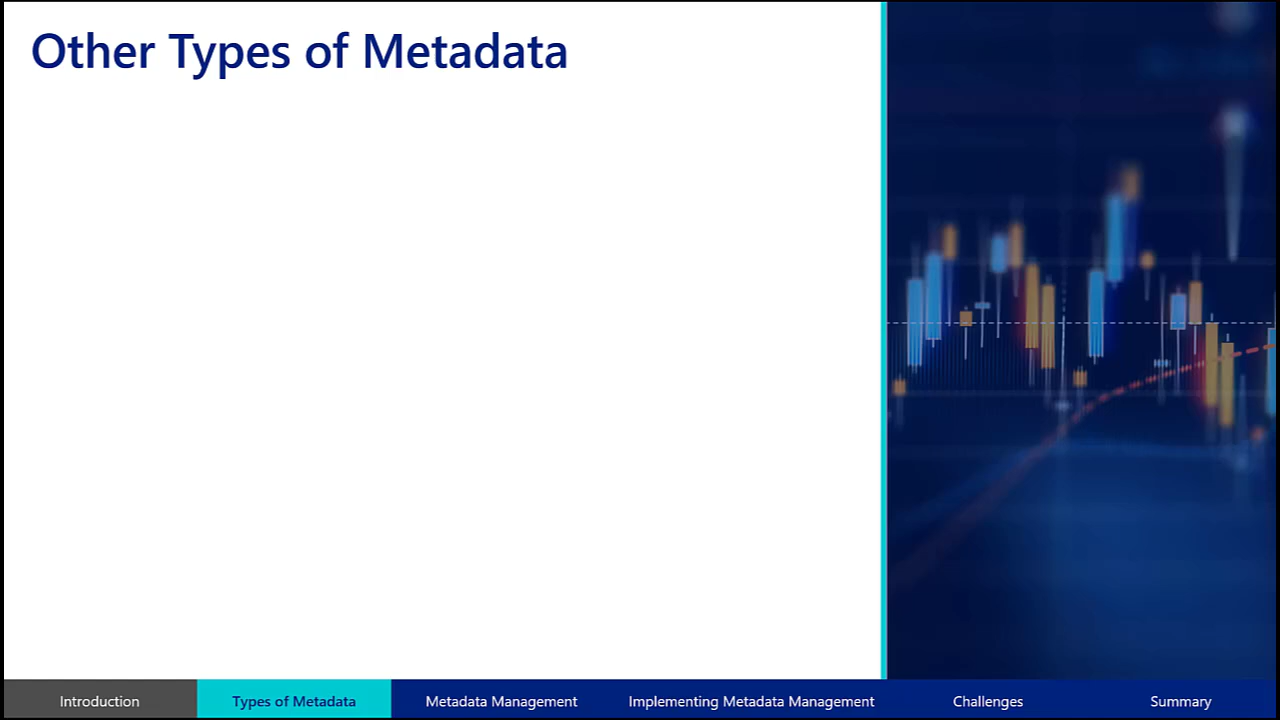 Other Types of Metadata
Introduction
Types of Metadata
Metadata Management
Implementing Metadata Management
Challenges
Summary